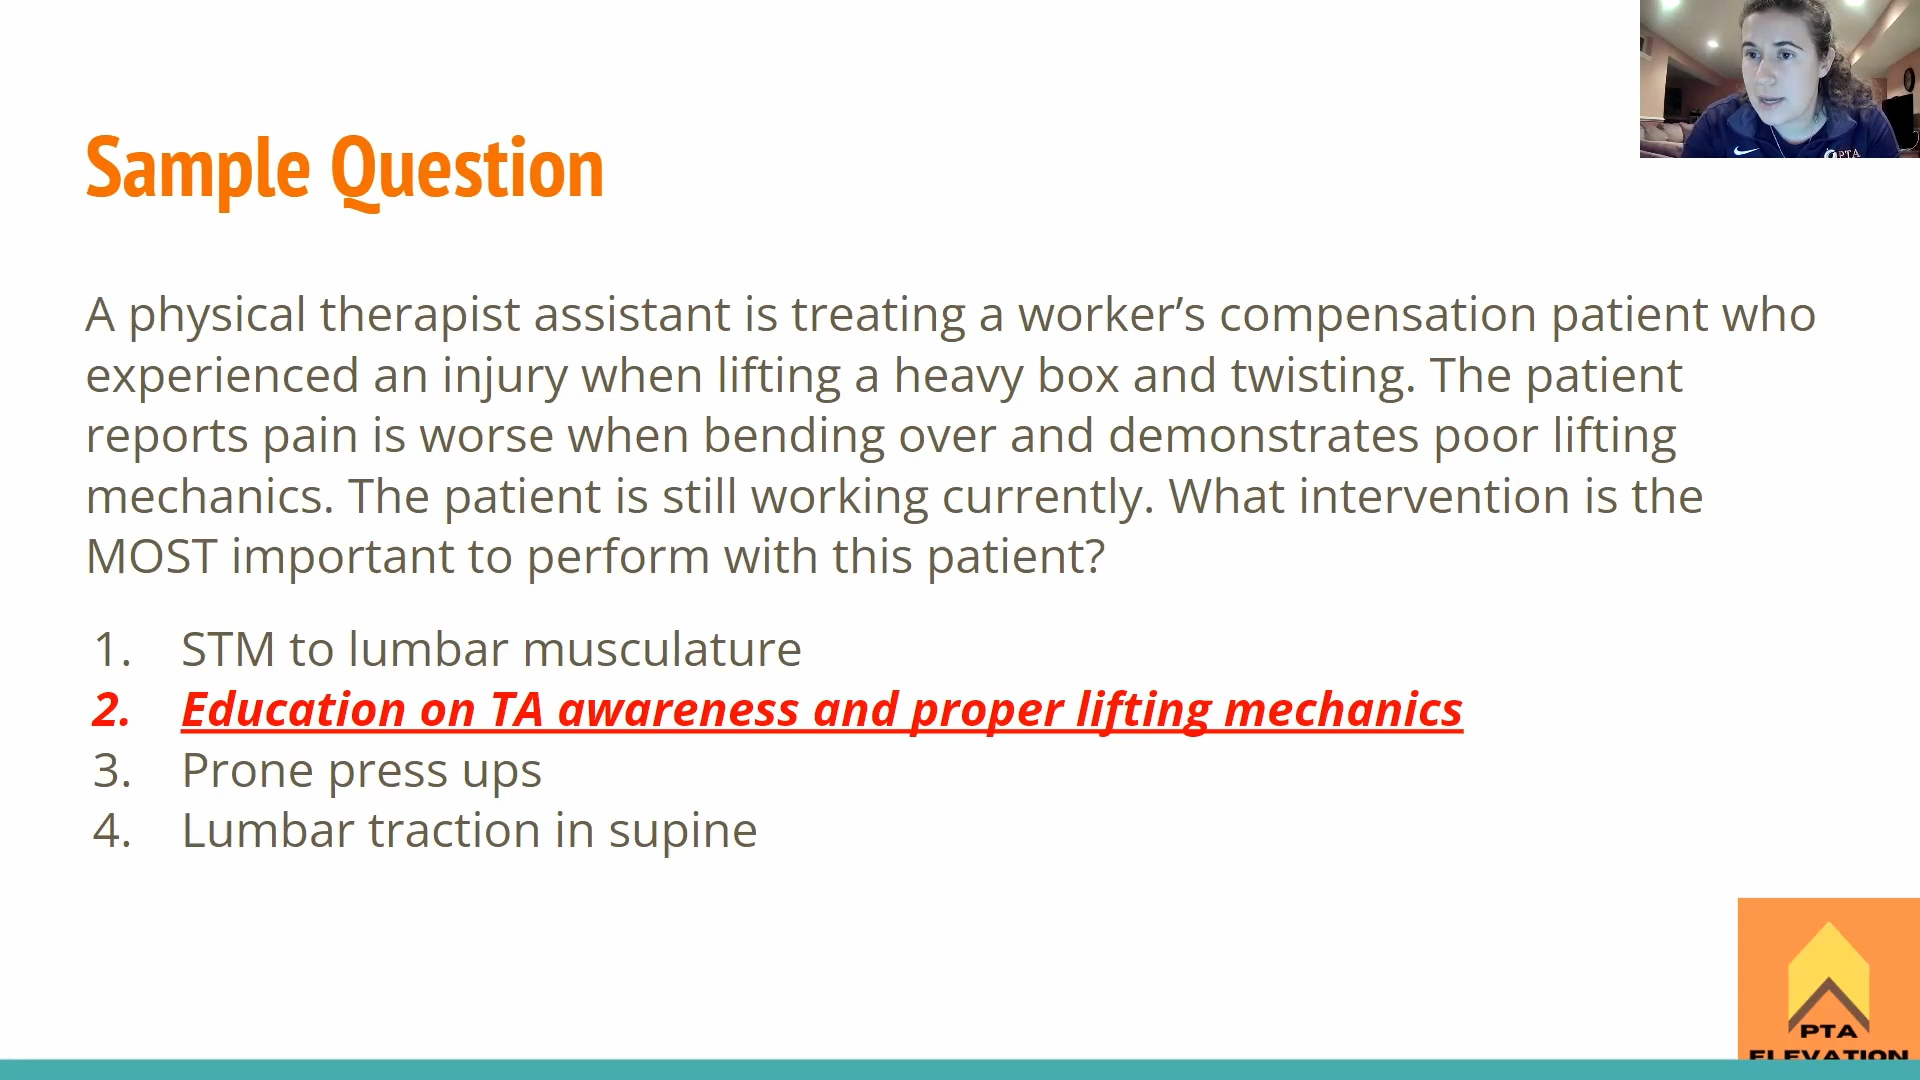 Sample Question
A physical therapist assistant is treating a worker’s compensation patient who
experienced an injury when lifting a heavy box and twisting. The patient
reports pain is worse when bending over and demonstrates poor lifting
mechanics. The patient is still working currently. What intervention is the
MOST important to perform with this patient?
1. STM to lumbar musculature
2. Education on TA awareness and proper lifting mechanics
3. Prone press ups
4. Lumbar traction in supine
PTA
PTA
ELEVATION